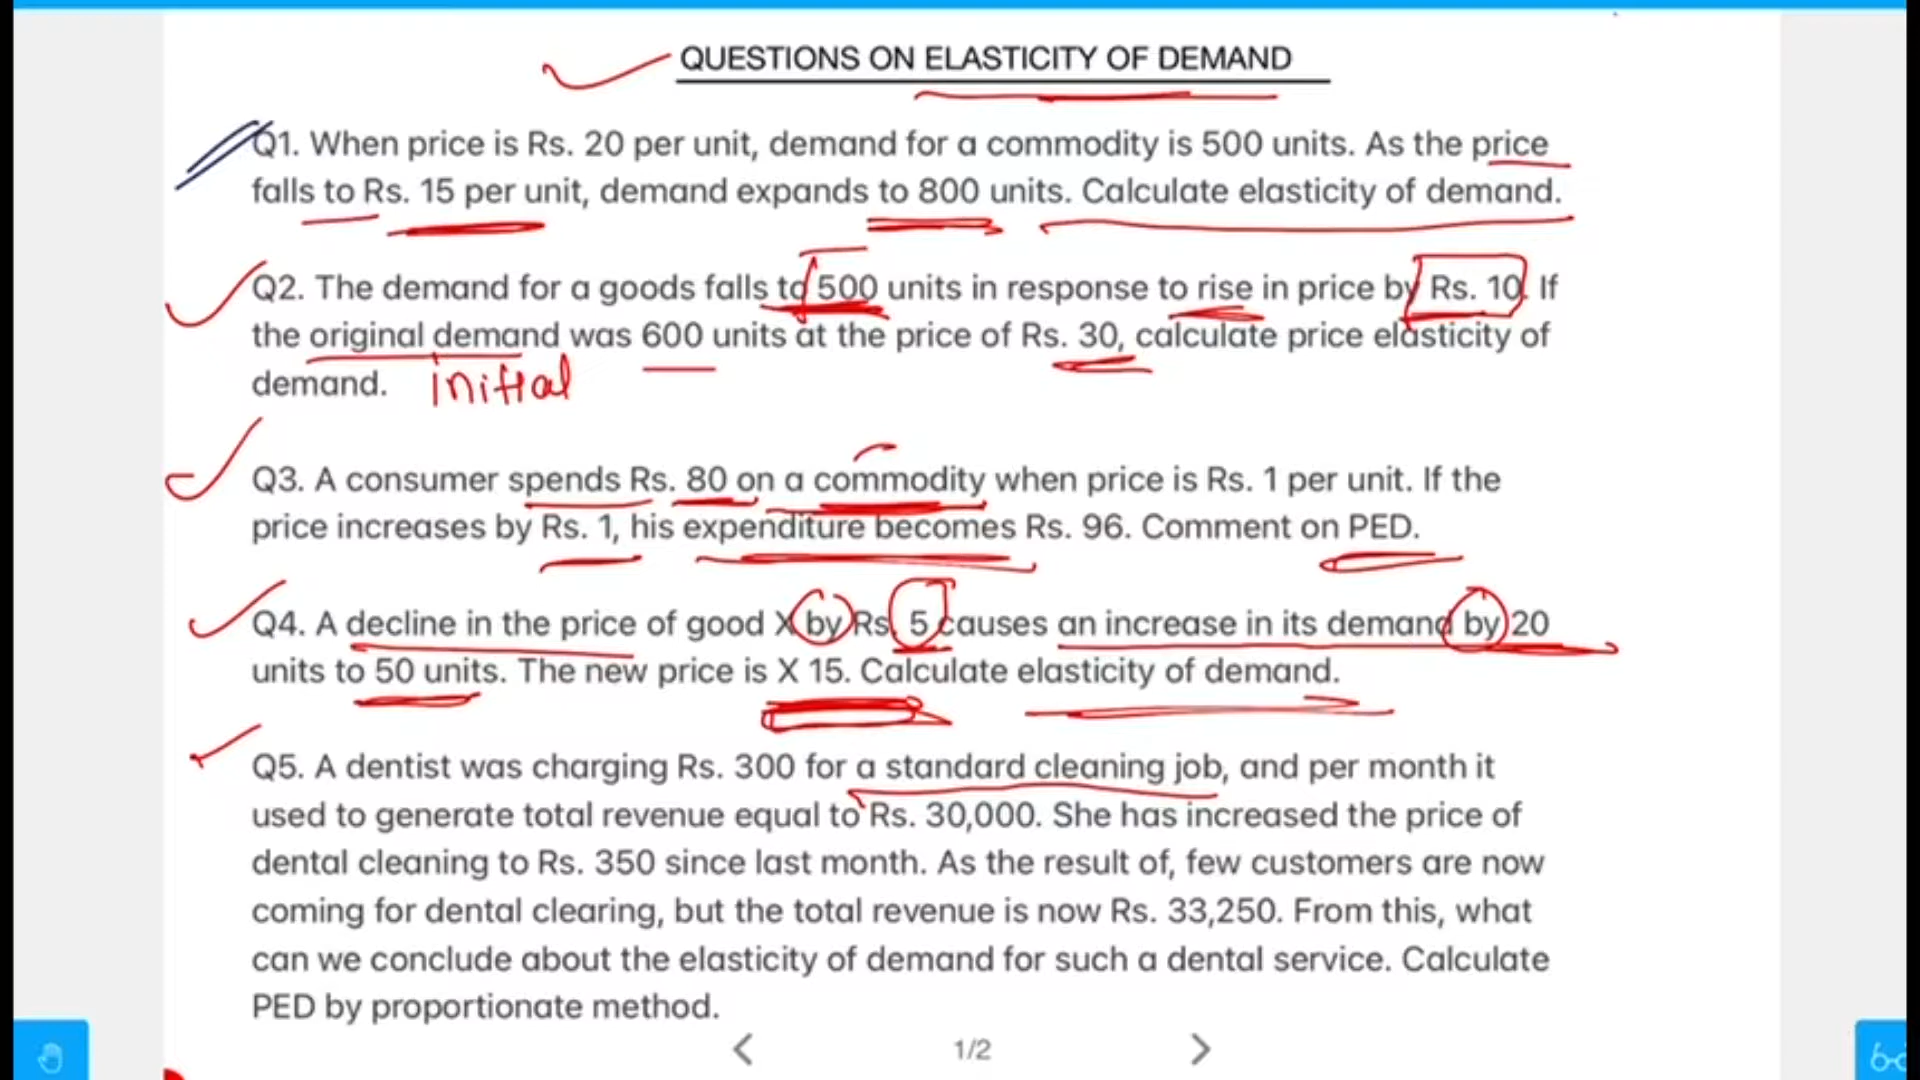 QUESTIONS ON ELASTICITY OF DEMAND
Q1. When price is Rs. 20 per unit, demand for a commodity is 500 units. As the price
falls to Rs. 15 per unit, demand expands to 800 units. Calculate elasticity of demand.
Q2. The demand for a goods falls to 500 units in response to rise in price by Rs. 10. If
the original demand was 600 units at the price of Rs. 30, calculate price elasticity of
demand. initial
Q3. A consumer spends Rs. 80 on a commodity when price is Rs. 1 per unit. If the
price increases by Rs. 1, his expenditure becomes Rs. 96. Comment on PED.
Q4. A decline in the price of good X by Rs. 5 causes an increase in its demand by 20
units to 50 units. The new price is X 15. Calculate elasticity of demand.
Q5. A dentist was charging Rs. 300 for a standard cleaning job, and per month it
used to generate total revenue equal to Rs. 30,000. She has increased the price of
dental cleaning to Rs. 350 since last month. As the result of, few customers are now
coming for dental clearing, but the total revenue is now Rs. 33,250. From this, what
can we conclude about the elasticity of demand for such a dental service. Calculate
PED by proportionate method.
1/2